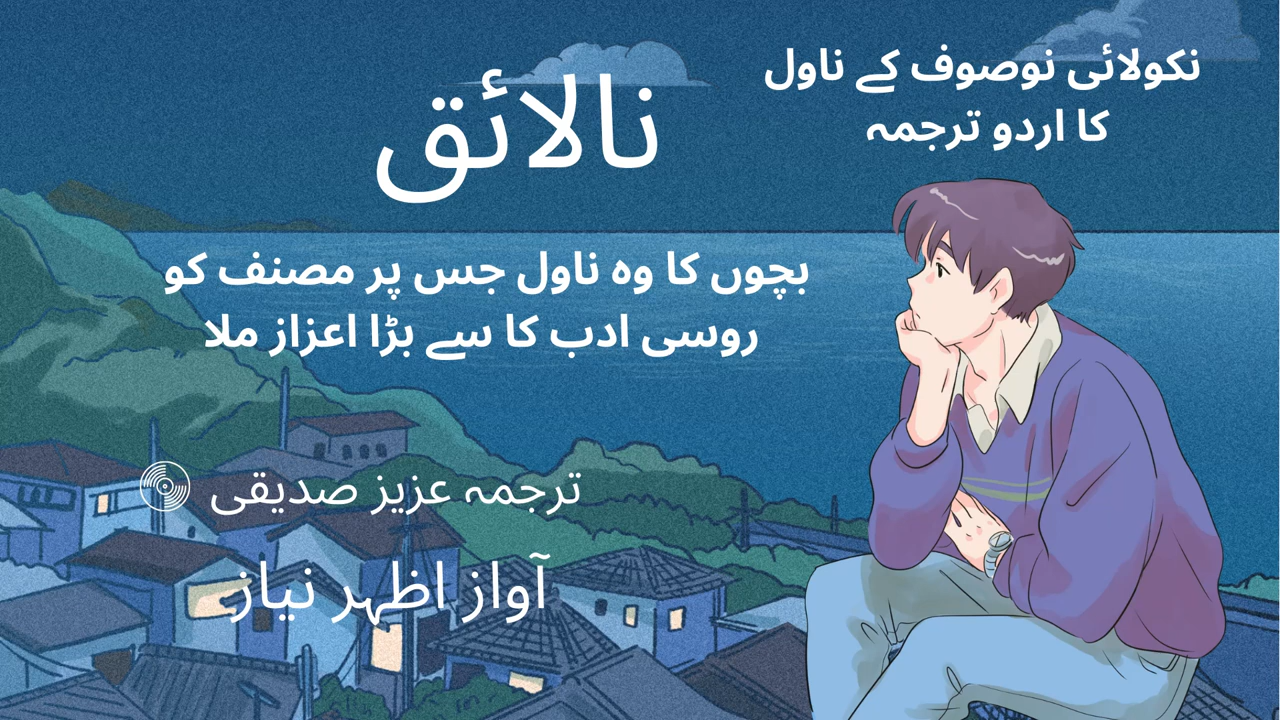 نکولائی نوصوف کے ناول
کا اردو ترجمہ
نالائق
بچوں کا وہ ناول جس پر مصنف کو
روسی ادب کا سے بڑا اعزاز ملا
ترجمہ عزیز صدیقی
آواز اظہر نیاز